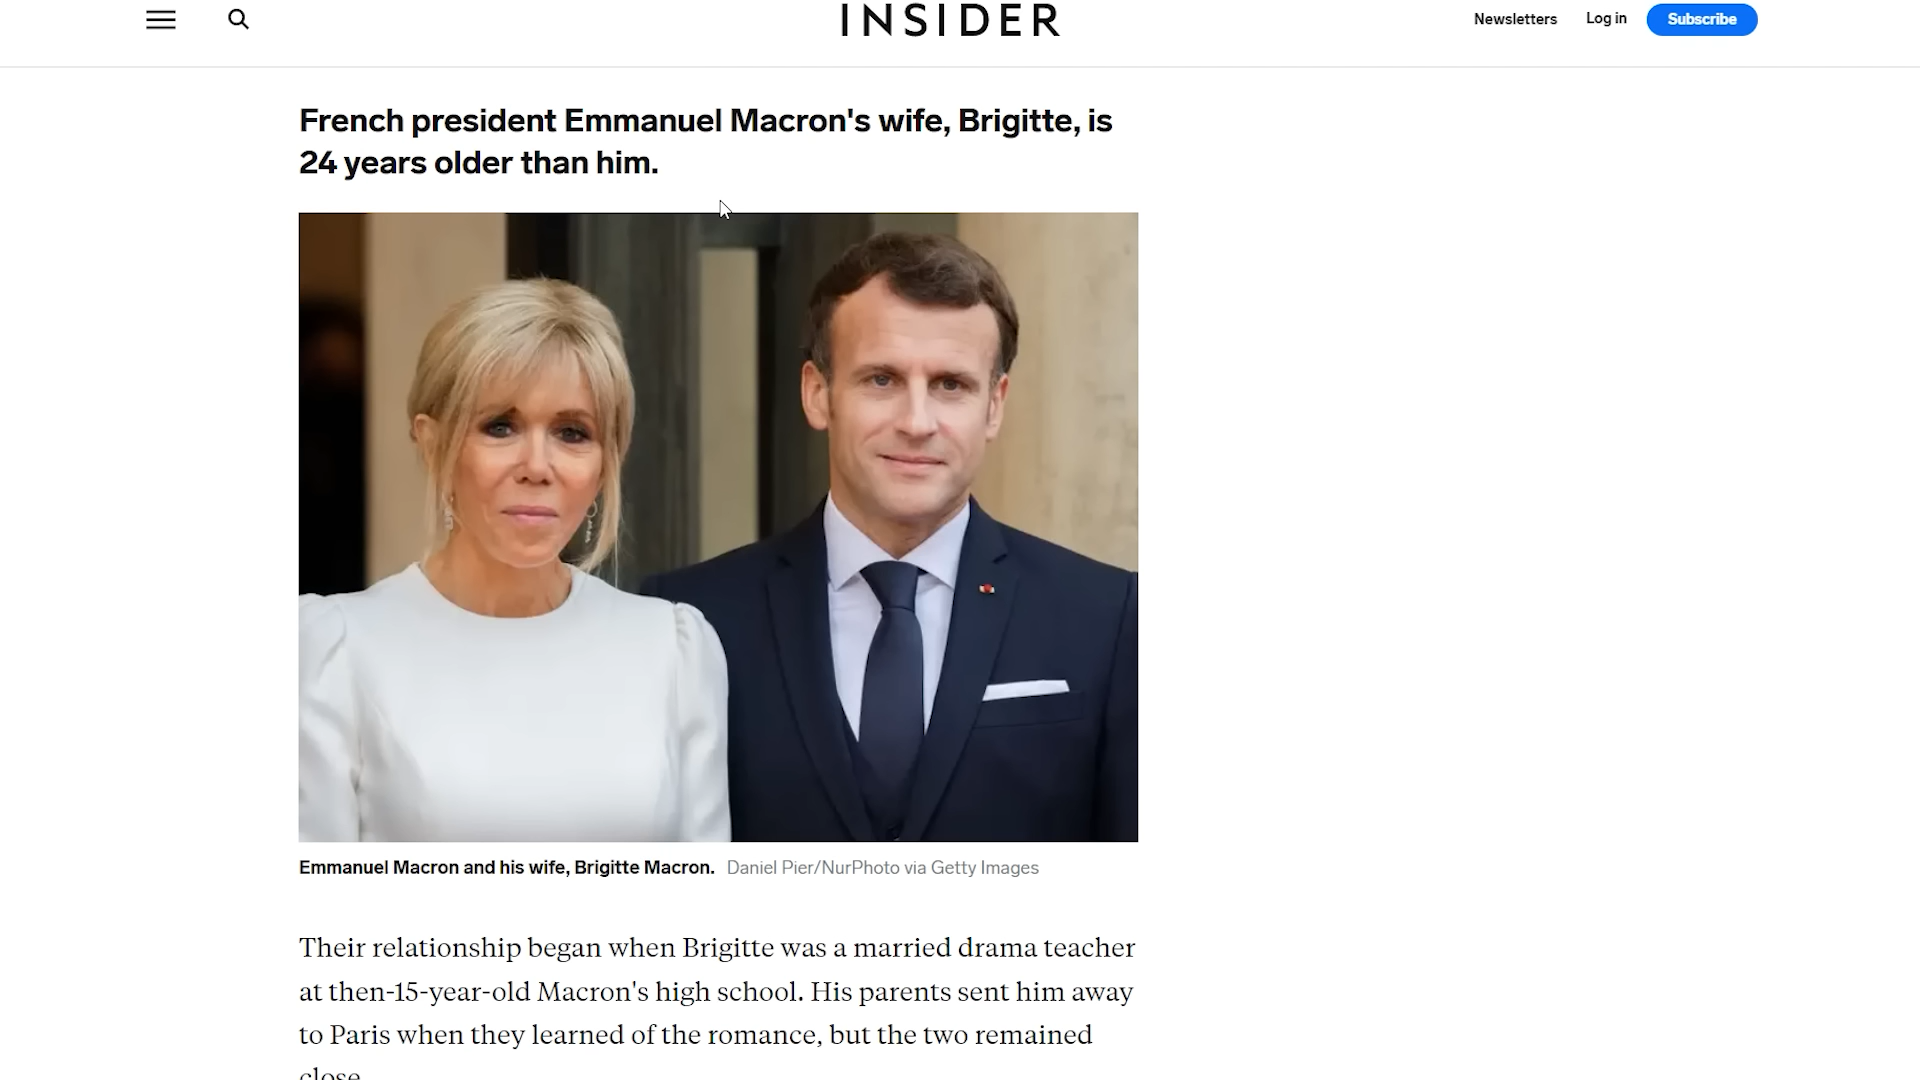 INSIDER
Newsletters
Log in
Subscribe
French president Emmanuel Macron's wife, Brigitte, is
24 years older than him.
Emmanuel Macron and his wife, Brigitte Macron. Daniel Pier/NurPhoto via Getty Images
Their relationship began when Brigitte was a married drama teacher
at then-15-year-old Macron's high school. His parents sent him away
to Paris when they learned of the romance, but the two remained
close.